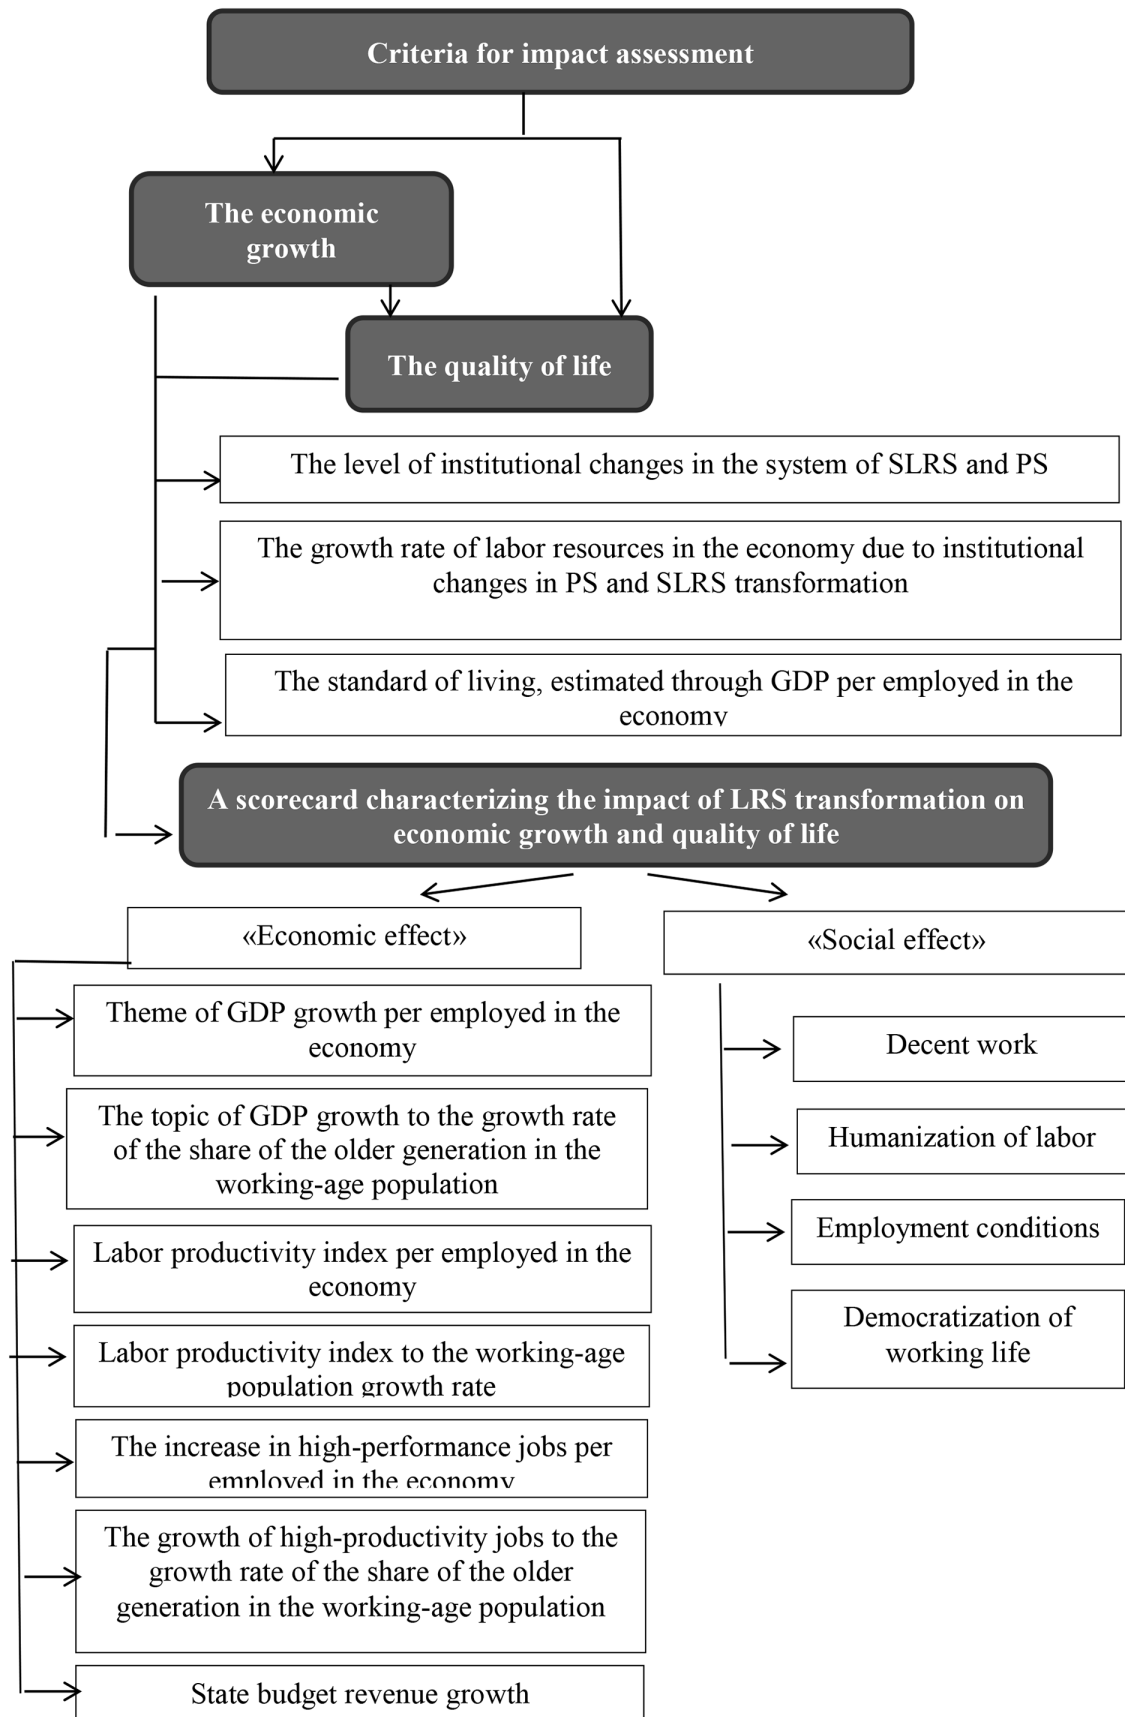 Criteria for impact assessment
The economic
growth
The quality of life
The level of institutional changes in the system of SLRS and PS
The growth rate of labor resources in the economy due to institutional
changes in PS and SLRS transformation
The standard of living, estimated through GDP per employed in the
economy
A scorecard characterizing the impact of LRS transformation on
economic growth and quality of life
«Economic effect»
Theme of GDP growth per employed in the
economy
The topic of GDP growth to the growth rate
of the share of the older generation in the
working-age population
Labor productivity index per employed in the
economy
Labor productivity index to the working-age
population growth rate
The increase in high-performance jobs per
employed in the economy
The growth of high-productivity jobs to the
growth rate of the share of the older
generation in the working-age population
State budget revenue growth
«Social effect»
Decent work
Humanization of labor
Employment conditions
Democratization of
working life